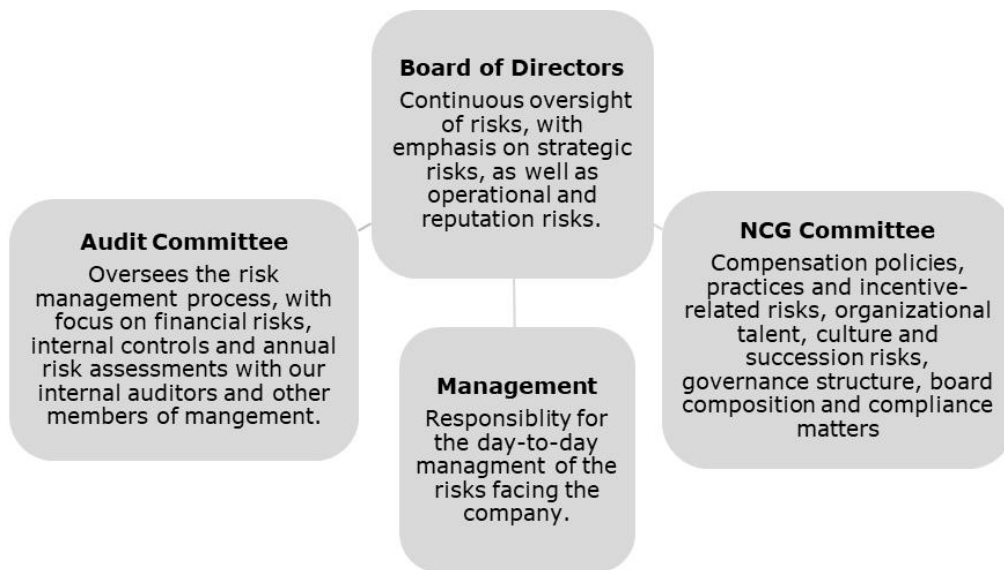 Board of Directors
Continuous oversight
of risks, with
emphasis on strategic
risks, as well as
operational and
reputation risks.
Audit Committee
Oversees the risk
management process, with
focus on financial risks,
internal controls and annual
risk assessments with our
internal auditors and other
members of mangement.
NCG Committee
Compensation policies,
practices and incentive-
related risks, organizational
talent, culture and
succession risks,
governance structure, board
composition and compliance
matters
Management
Responsiblity for
the day-to-day
managment of the
risks facing the
company.